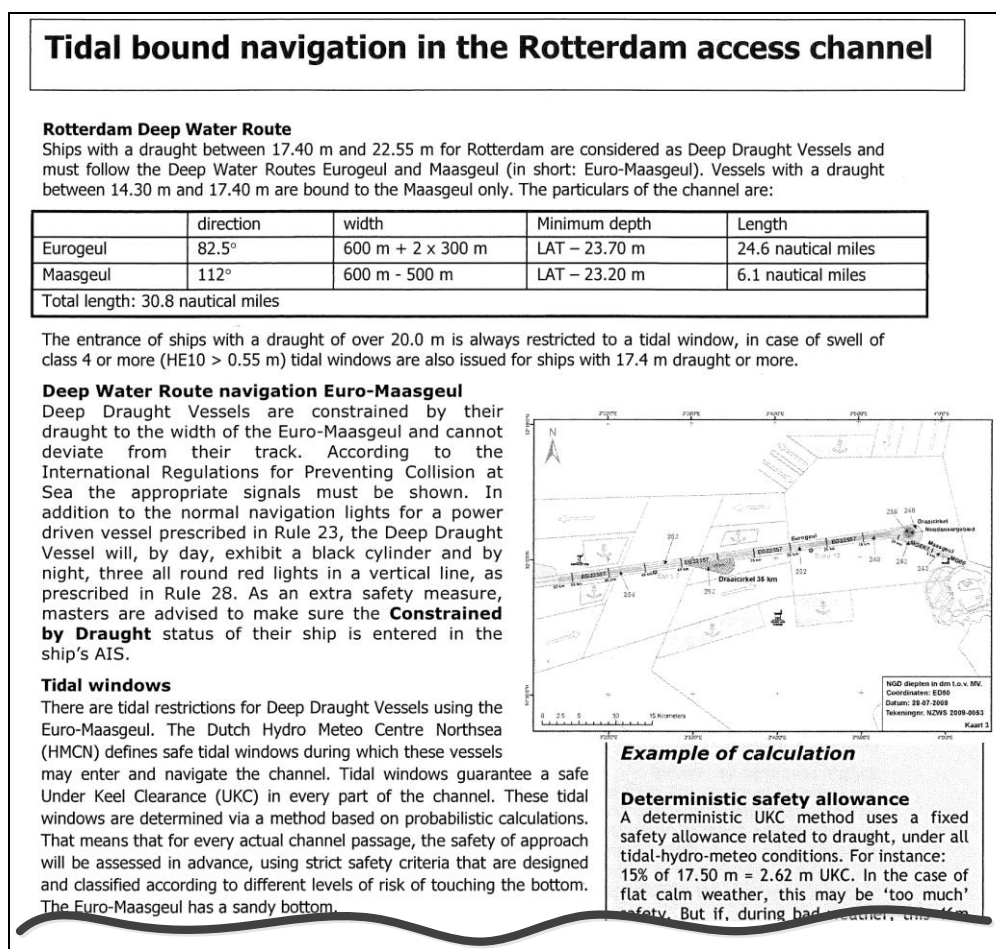 Tidal bound navigation in the Rotterdam access channel
Rotterdam Deep Water Route
Ships with a draught between 17.40 m and 22.55 m for Rotterdam are considered as Deep Draught Vessels and
must follow the Deep Water Routes Eurogeul and Maasgeul (in short: Euro-Maasgeul). Vessels with a draught
between 14.30 m and 17.40 m are bound to the Maasgeul only. The particulars of the channel are:
direction width Minimum depth Length
Eurogeul 82.5° 600 m + 2 x 300 m LAT – 23.70 m 24.6 nautical miles
Maasgeul 112° 600 m - 500 m LAT – 23.20 m 6.1 nautical miles
Total length: 30.8 nautical miles
The entrance of ships with a draught of over 20.0 m is always restricted to a tidal window, in case of swell of
class 4 or more (HE10 > 0.55 m) tidal windows are also issued for ships with 17.4 m draught or more.
Deep Water Route navigation Euro-Maasgeul
Deep Draught Vessels are constrained by their
draught to the width of the Euro-Maasgeul and cannot
deviate from their track. According to the
International Regulations for Preventing Collision at
Sea the appropriate signals must be shown. In
addition to the normal navigation lights for a power
driven vessel prescribed in Rule 23, the Deep Draught
Vessel will, by day, exhibit a black cylinder and by
night, three all round red lights in a vertical line, as
prescribed in Rule 28. As an extra safety measure,
masters are advised to make sure the Constrained
by Draught status of their ship is entered in the
ship's AIS.
Tidal windows
There are tidal restrictions for Deep Draught Vessels using the
Euro-Maasgeul. The Dutch Hydro Meteo Centre Northsea
(HMCN) defines safe tidal windows during which these vessels
may enter and navigate the channel. Tidal windows guarantee a safe
Under Keel Clearance (UKC) in every part of the channel. These tidal
windows are determined via a method based on probabilistic calculations.
That means that for every actual channel passage, the safety of approach
will be assessed in advance, using strict safety criteria that are designed
and classified according to different levels of risk of touching the bottom.
The Euro-Maasgeul has a sandy bottom.
N
Eurogeul
Draaicirkel
Noodankergebied
Maasgeul
Draaicirkel 35 km
NGD diepten in dm t.o.v. MV.
Coordinaten: ED50
Datum: 28-07-2009
Tekeningnr. NZWS 2009-0053
Kaart 3
0 2.5 5 10 15 Kilometers
Example of calculation
Deterministic safety allowance
A deterministic UKC method uses a fixed
safety allowance related to draught, under all
tidal-hydro-meteo conditions. For instance:
15% of 17.50 m = 2.62 m UKC. In the case of
flat calm weather, this may be 'too much'
safety. But if, during bad weather, this